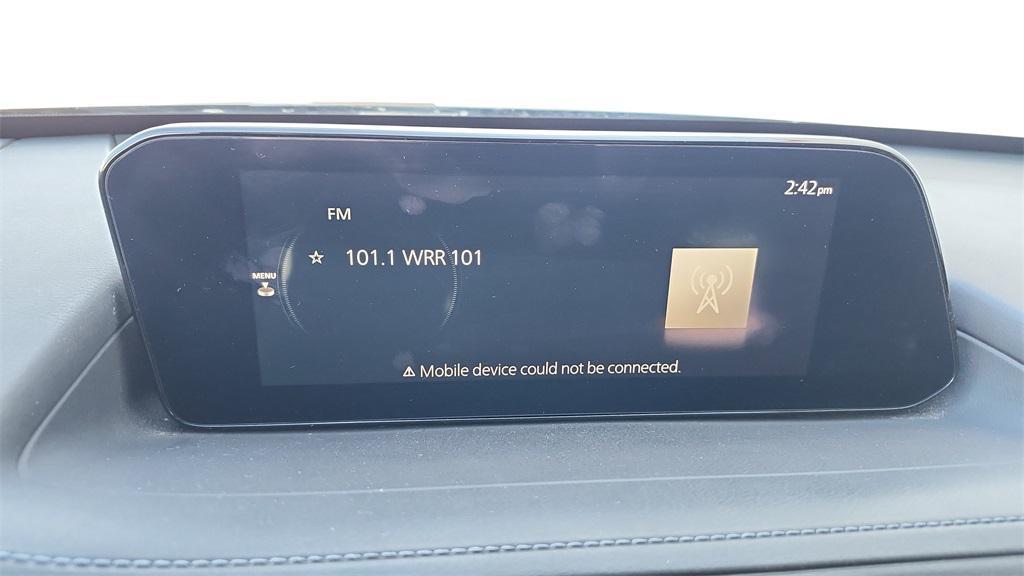 2:42pm
FM
☆ 101.1 WRR 101
MENU
⚠ Mobile device could not be connected.